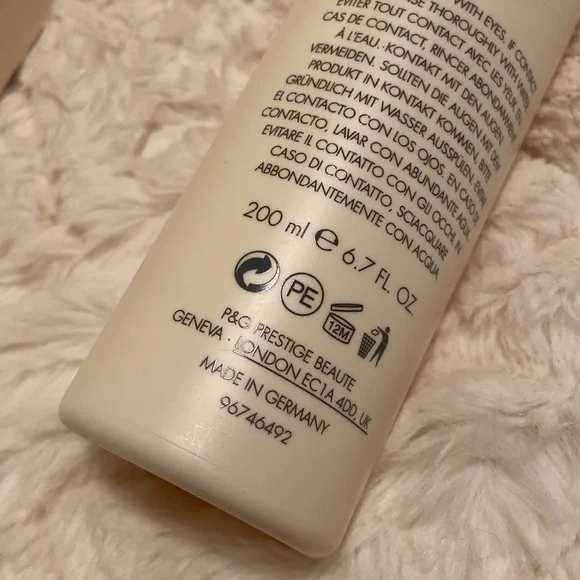 WITH EYES. IF CONTACT
THOROUGHLY WITH WATER
EVITER TOUT CONTACT AVEC LES YEUX. EN
CAS DE CONTACT, RINCER ABONDAMMENT
À L'EAU. · KONTAKT MIT DEN AUGEN
VERMEIDEN. SOLLTEN DIE AUGEN MIT DEM
PRODUKT IN KONTAKT KOMMEN, BITTE
GRÜNDLICH MIT WASSER AUSSPÜLEN. EVITAR
EL CONTACTO CON LOS OJOS. EN CASO DE
CONTACTO, LAVAR CON ABUNDANTE AGUA.
EVITARE IL CONTATTO CON GLI OCCHI, IN
CASO DI CONTATTO, SCIACQUARE
ABBONDANTEMENTE CON ACQUA.
200 ml e 6.7 FL. OZ.
PE 12M
P&G PRESTIGE BEAUTE
GENEVA · LONDON EC1A 4DD, UK
MADE IN GERMANY
96746492